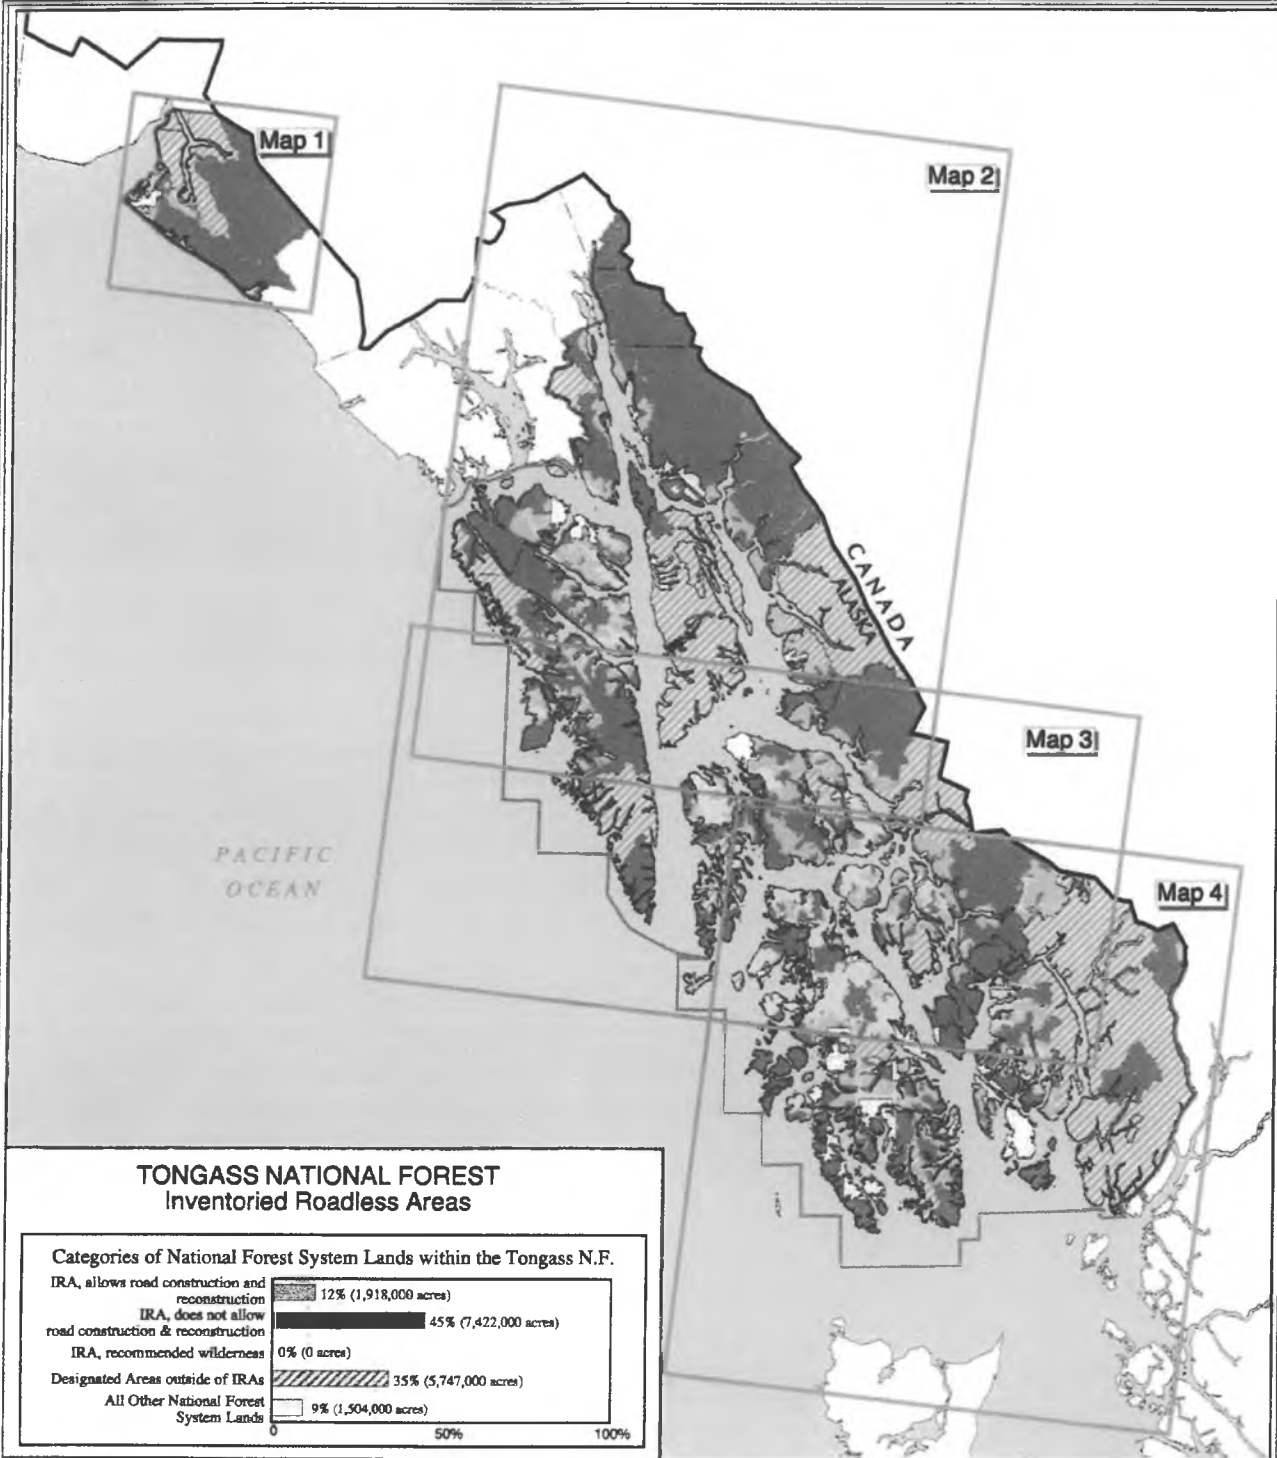 Map 1
Map 2
CANADA
ALASKA
Map 3
PACIFIC
OCEAN
Map 4
TONGASS NATIONAL FOREST
Inventoried Roadless Areas
Categories of National Forest System Lands within the Tongass N.F.
IRA, allows road construction and
reconstruction
12% (1,918,000 acres)
IRA, does not allow
road construction & reconstruction
45% (7,422,000 acres)
IRA, recommended wilderness
0% (0 acres)
Designated Areas outside of IRAs
35% (5,747,000 acres)
All Other National Forest
System Lands
9% (1,504,000 acres)
0
50%
100%